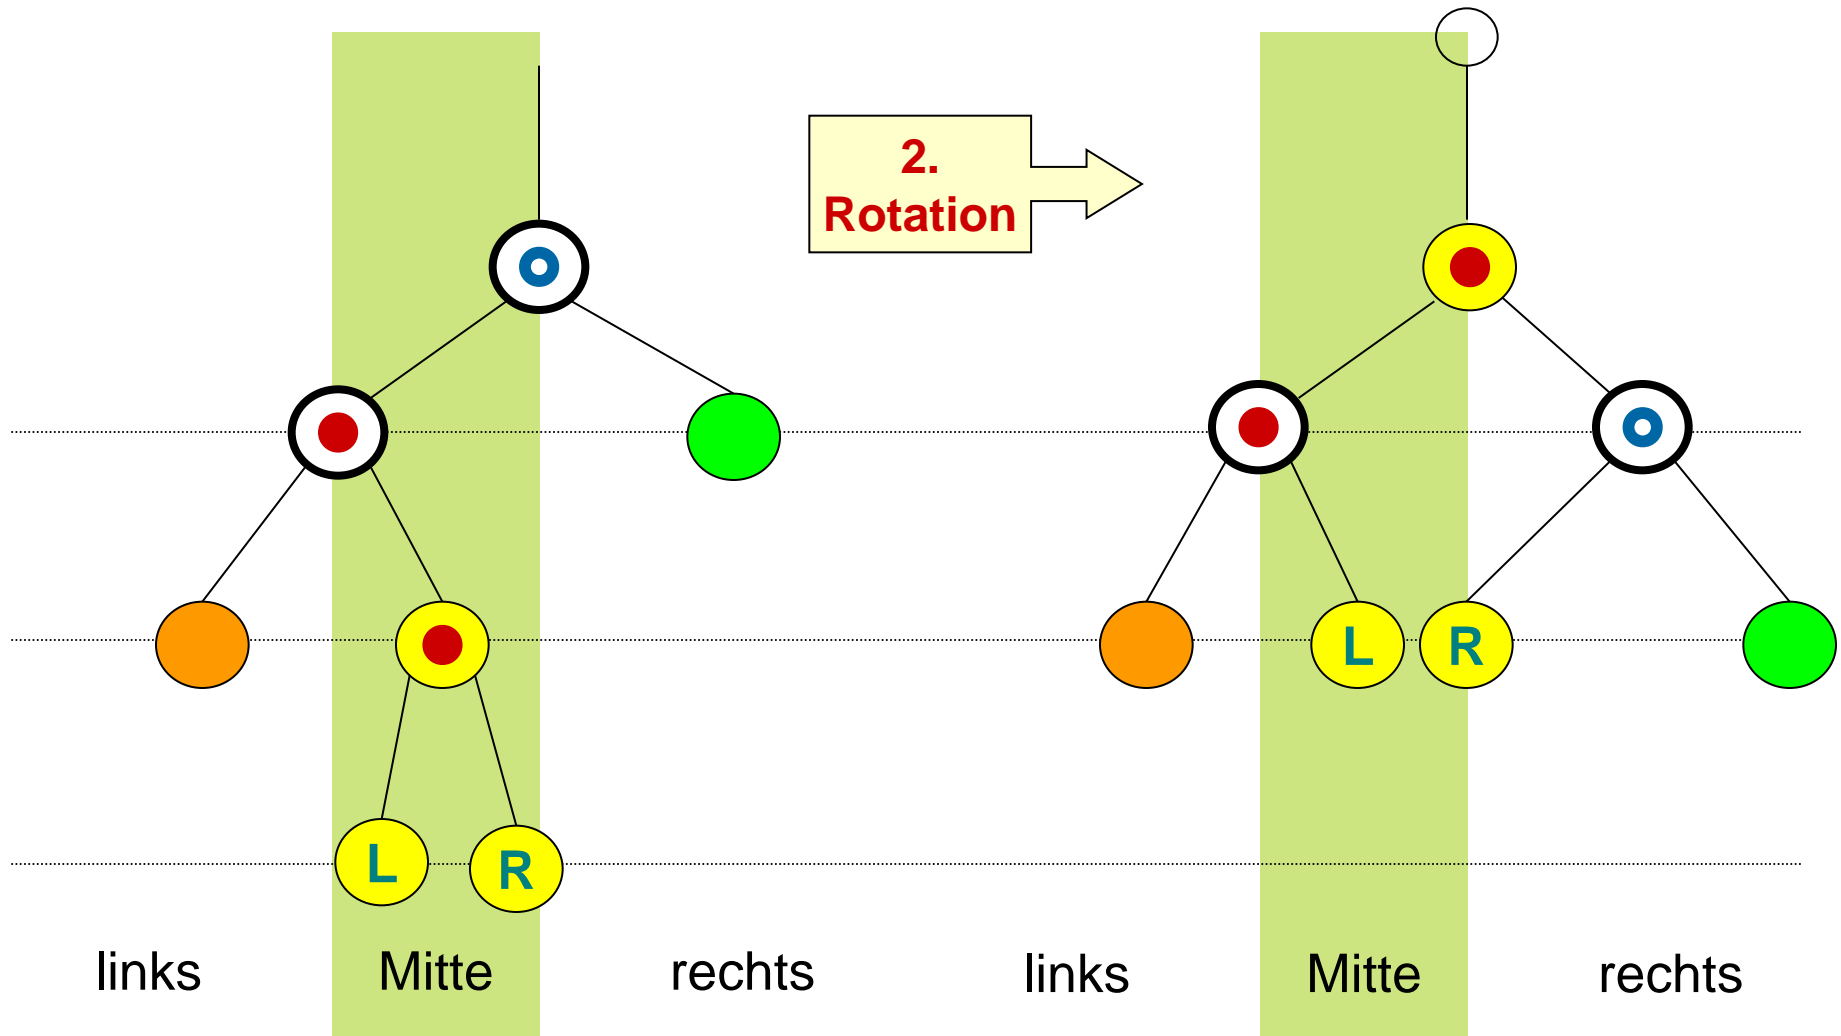 2.
Rotation
L R
L R
links Mitte rechts links Mitte rechts